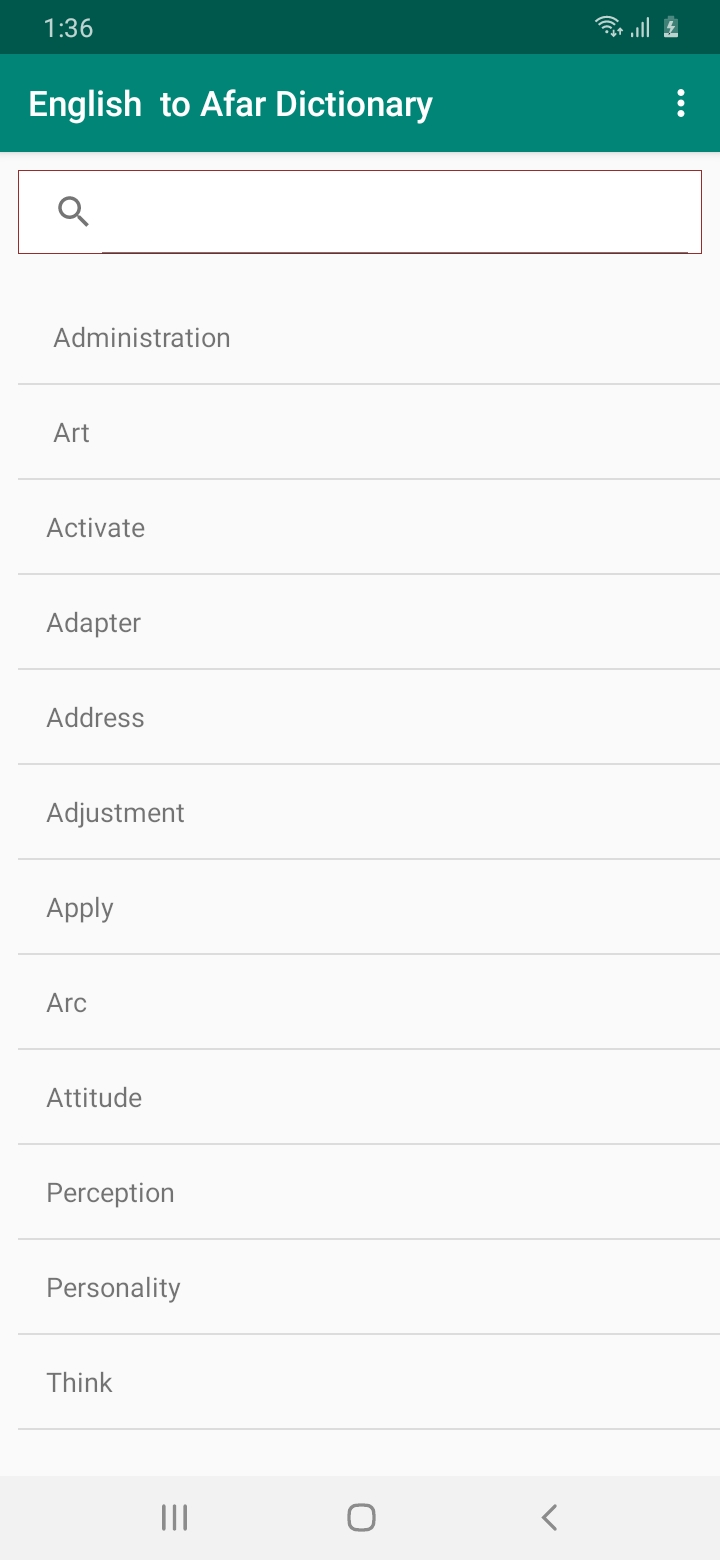 1:36
English  to Afar Dictionary
Administration
Art
Activate
Adapter
Address
Adjustment
Apply
Arc
Attitude
Perception
Personality
Think